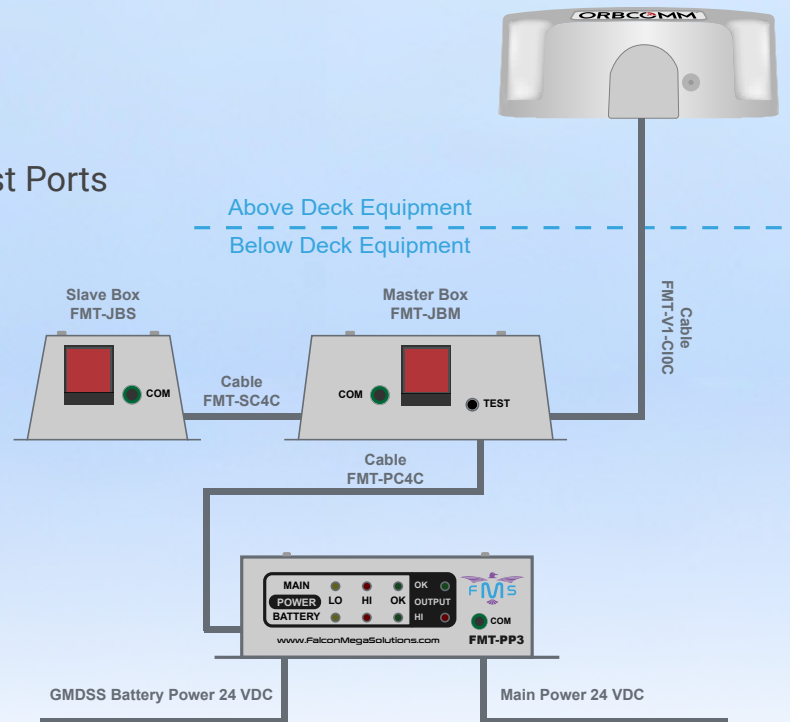 ORBCOMM
st Ports
Above Deck Equipment
Below Deck Equipment
Slave Box
FMT-JBS
Master Box
FMT-JBM
Cable
FMT-V1-CI0C
COM
Cable
FMT-SC4C
COM
TEST
Cable
FMT-PC4C
MAIN
OK
POWER LO HI OK OUTPUT
BATTERY
HI
FMS
COM
www.FalconMegaSolutions.com
FMT-PP3
GMDSS Battery Power 24 VDC
Main Power 24 VDC